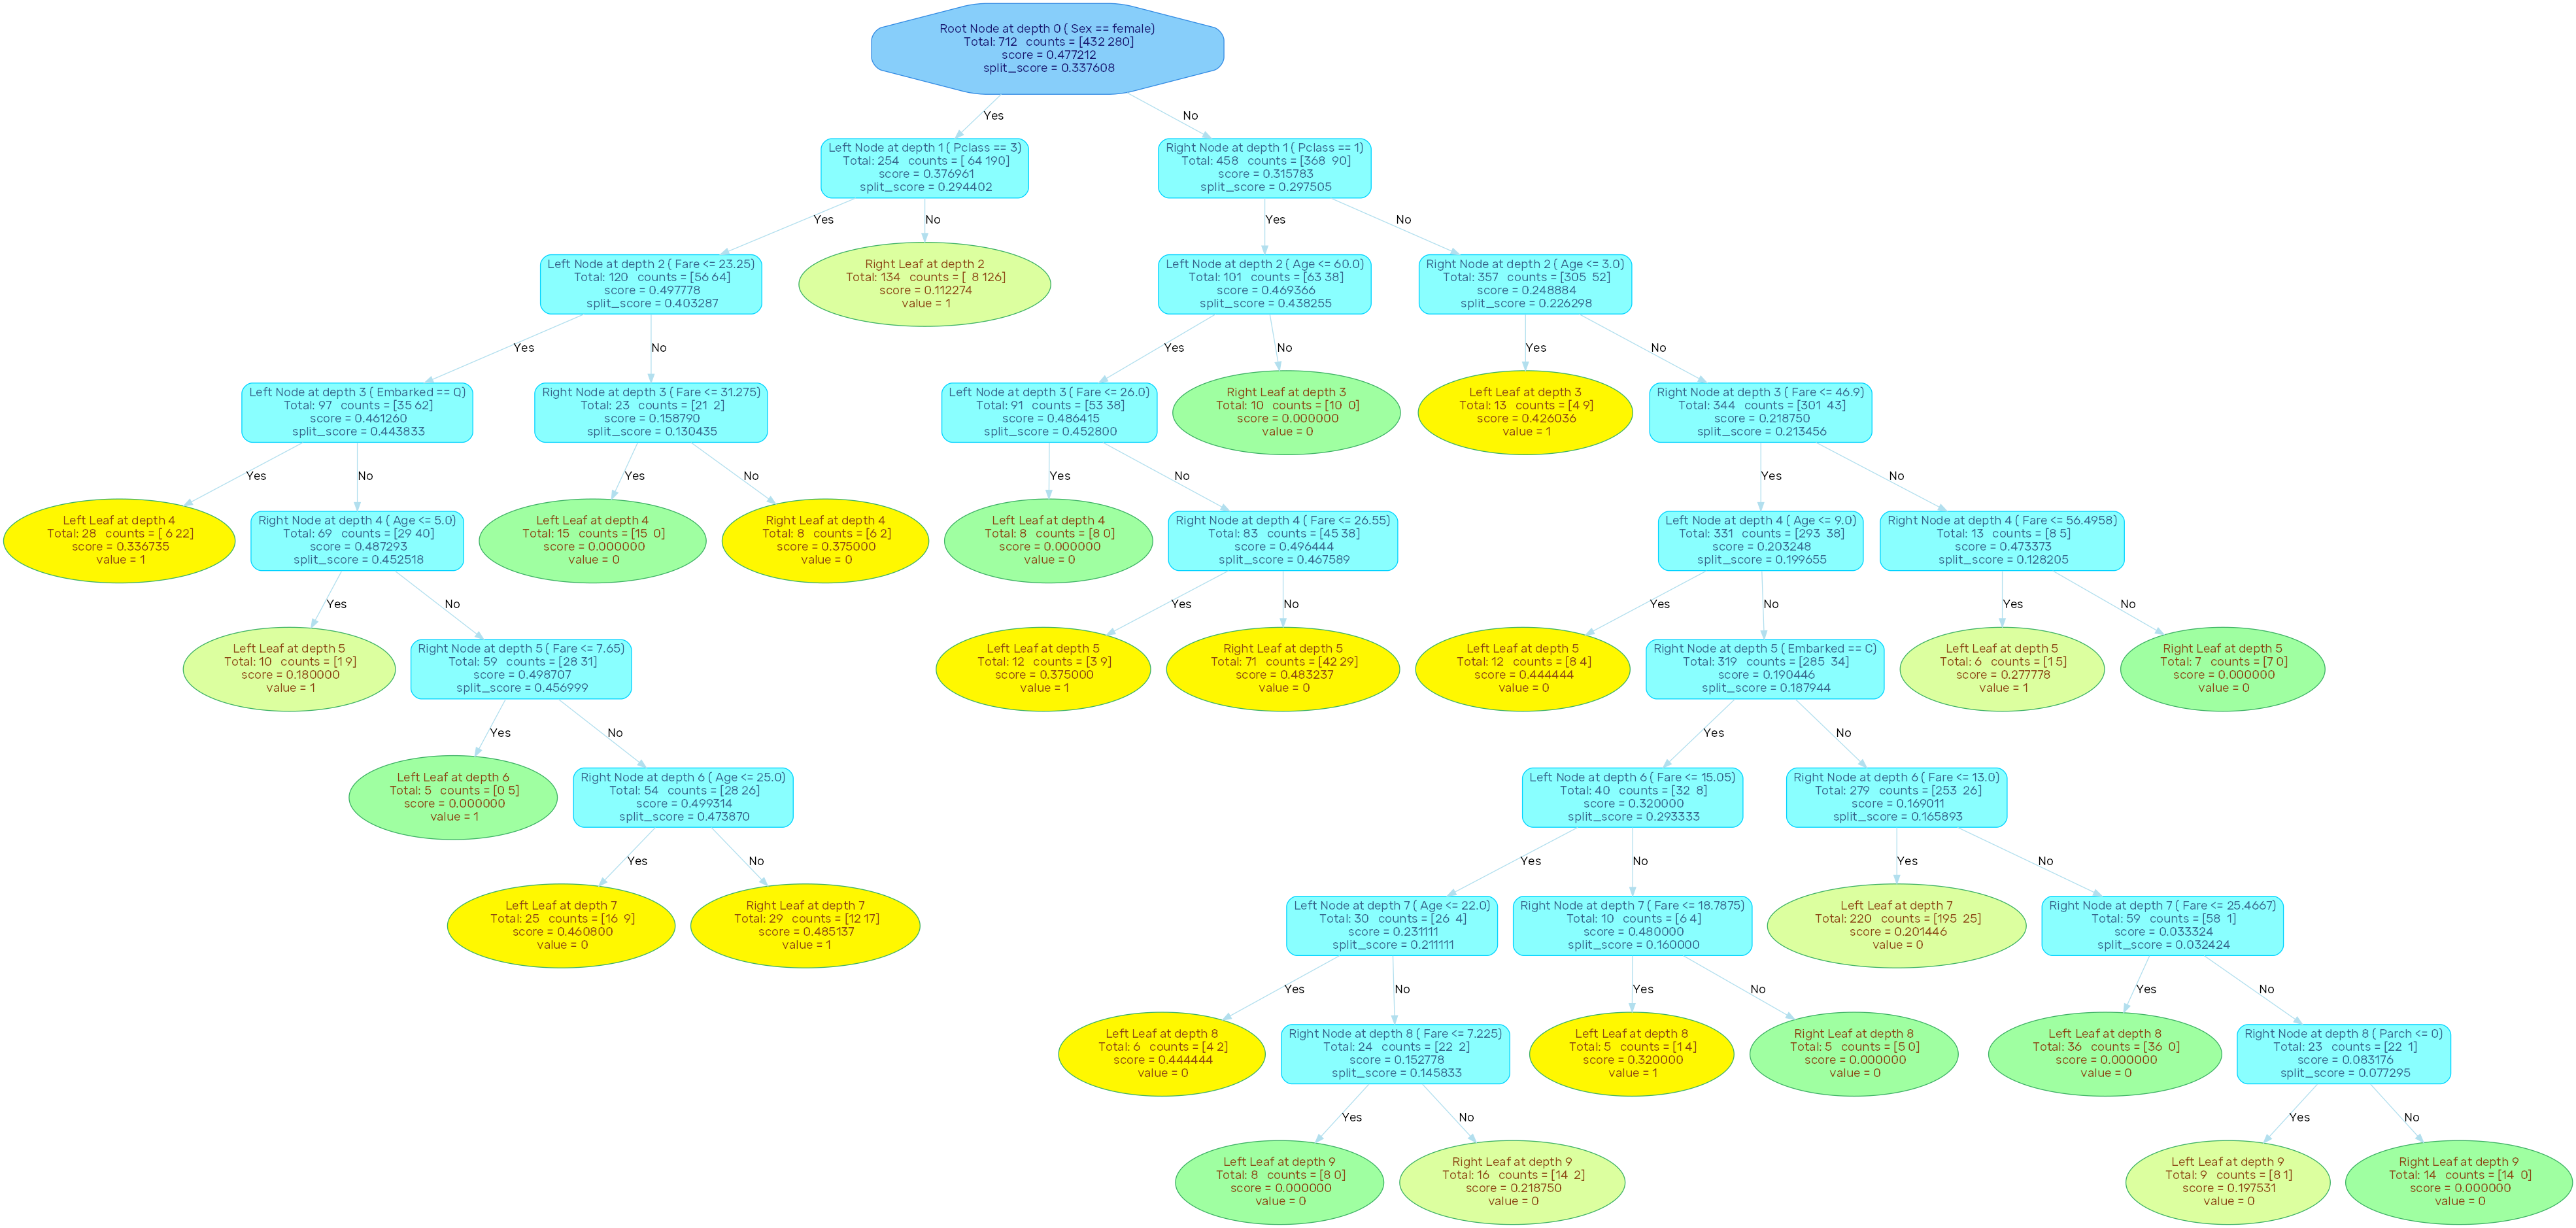 Root Node at depth 0 ( Sex == female)
Total: 712 counts = [432 280]
score = 0.477212
split_score = 0.337608
Yes
No
Left Node at depth 1 ( Pclass == 3)
Total: 254 counts = [ 64 190]
score = 0.376961
split_score = 0.294402
Right Node at depth 1 ( Pclass == 1)
Total: 458 counts = [368 90]
score = 0.315783
split_score = 0.297505
Yes
No
Yes
No
Left Node at depth 2 ( Fare <= 23.25)
Total: 120 counts = [56 64]
score = 0.497778
split_score = 0.403287
Right Leaf at depth 2
Total: 134 counts = [ 8 126]
score = 0.112274
value = 1
Left Node at depth 2 ( Age <= 60.0)
Total: 101 counts = [63 38]
score = 0.469366
split_score = 0.438255
Right Node at depth 2 ( Age <= 3.0)
Total: 357 counts = [305 52]
score = 0.248884
split_score = 0.226298
Yes
No
Yes
No
Yes
No
Left Node at depth 3 ( Embarked == Q)
Total: 97 counts = [35 62]
score = 0.461260
split_score = 0.443833
Right Node at depth 3 ( Fare <= 31.275)
Total: 23 counts = [21 2]
score = 0.158790
split_score = 0.130435
Left Node at depth 3 ( Fare <= 26.0)
Total: 91 counts = [53 38]
score = 0.486415
split_score = 0.452800
Right Leaf at depth 3
Total: 10 counts = [10 0]
score = 0.000000
value = 0
Left Leaf at depth 3
Total: 13 counts = [4 9]
score = 0.426036
value = 1
Right Node at depth 3 ( Fare <= 46.9)
Total: 344 counts = [301 43]
score = 0.218750
split_score = 0.213456
Yes
No
Yes
No
Yes
No
Yes
No
Left Leaf at depth 4
Total: 28 counts = [ 6 22]
score = 0.336735
value = 1
Right Node at depth 4 ( Age <= 5.0)
Total: 69 counts = [29 40]
score = 0.487293
split_score = 0.452518
Left Leaf at depth 4
Total: 15 counts = [15 0]
score = 0.000000
value = 0
Right Leaf at depth 4
Total: 8 counts = [6 2]
score = 0.375000
value = 0
Left Leaf at depth 4
Total: 8 counts = [8 0]
score = 0.000000
value = 0
Right Node at depth 4 ( Fare <= 26.55)
Total: 83 counts = [45 38]
score = 0.496444
split_score = 0.467589
Left Node at depth 4 ( Age <= 9.0)
Total: 331 counts = [293 38]
score = 0.203248
split_score = 0.199655
Right Node at depth 4 ( Fare <= 56.4958)
Total: 13 counts = [8 5]
score = 0.473373
split_score = 0.128205
Yes
No
Yes
No
Yes
No
Yes
No
Left Leaf at depth 5
Total: 10 counts = [1 9]
score = 0.180000
value = 1
Right Node at depth 5 ( Fare <= 7.65)
Total: 59 counts = [28 31]
score = 0.498707
split_score = 0.456999
Left Leaf at depth 5
Total: 12 counts = [3 9]
score = 0.375000
value = 1
Right Leaf at depth 5
Total: 71 counts = [42 29]
score = 0.483237
value = 0
Left Leaf at depth 5
Total: 12 counts = [8 4]
score = 0.444444
value = 0
Right Node at depth 5 ( Embarked == C)
Total: 319 counts = [285 34]
score = 0.190446
split_score = 0.187944
Left Leaf at depth 5
Total: 6 counts = [1 5]
score = 0.277778
value = 1
Right Leaf at depth 5
Total: 7 counts = [7 0]
score = 0.000000
value = 0
Yes
No
Yes
No
Left Leaf at depth 6
Total: 5 counts = [0 5]
score = 0.000000
value = 1
Right Node at depth 6 ( Age <= 25.0)
Total: 54 counts = [28 26]
score = 0.499314
split_score = 0.473870
Left Node at depth 6 ( Fare <= 15.05)
Total: 40 counts = [32 8]
score = 0.320000
split_score = 0.293333
Right Node at depth 6 ( Fare <= 13.0)
Total: 279 counts = [253 26]
score = 0.169011
split_score = 0.165893
Yes
No
Yes
No
Yes
No
Left Leaf at depth 7
Total: 25 counts = [16 9]
score = 0.460800
value = 0
Right Leaf at depth 7
Total: 29 counts = [12 17]
score = 0.485137
value = 1
Left Node at depth 7 ( Age <= 22.0)
Total: 30 counts = [26 4]
score = 0.231111
split_score = 0.211111
Right Node at depth 7 ( Fare <= 18.7875)
Total: 10 counts = [6 4]
score = 0.480000
split_score = 0.160000
Left Leaf at depth 7
Total: 220 counts = [195 25]
score = 0.201446
value = 0
Right Node at depth 7 ( Fare <= 25.4667)
Total: 59 counts = [58 1]
score = 0.033324
split_score = 0.032424
Yes
No
Yes
No
Yes
No
Left Leaf at depth 8
Total: 6 counts = [4 2]
score = 0.444444
value = 0
Right Node at depth 8 ( Fare <= 7.225)
Total: 24 counts = [22 2]
score = 0.152778
split_score = 0.145833
Left Leaf at depth 8
Total: 5 counts = [1 4]
score = 0.320000
value = 1
Right Leaf at depth 8
Total: 5 counts = [5 0]
score = 0.000000
value = 0
Left Leaf at depth 8
Total: 36 counts = [36 0]
score = 0.000000
value = 0
Right Node at depth 8 ( Parch <= 0)
Total: 23 counts = [22 1]
score = 0.083176
split_score = 0.077295
Yes
No
Yes
No
Left Leaf at depth 9
Total: 8 counts = [8 0]
score = 0.000000
value = 0
Right Leaf at depth 9
Total: 16 counts = [14 2]
score = 0.218750
value = 0
Left Leaf at depth 9
Total: 9 counts = [8 1]
score = 0.197531
value = 0
Right Leaf at depth 9
Total: 14 counts = [14 0]
score = 0.000000
value = 0